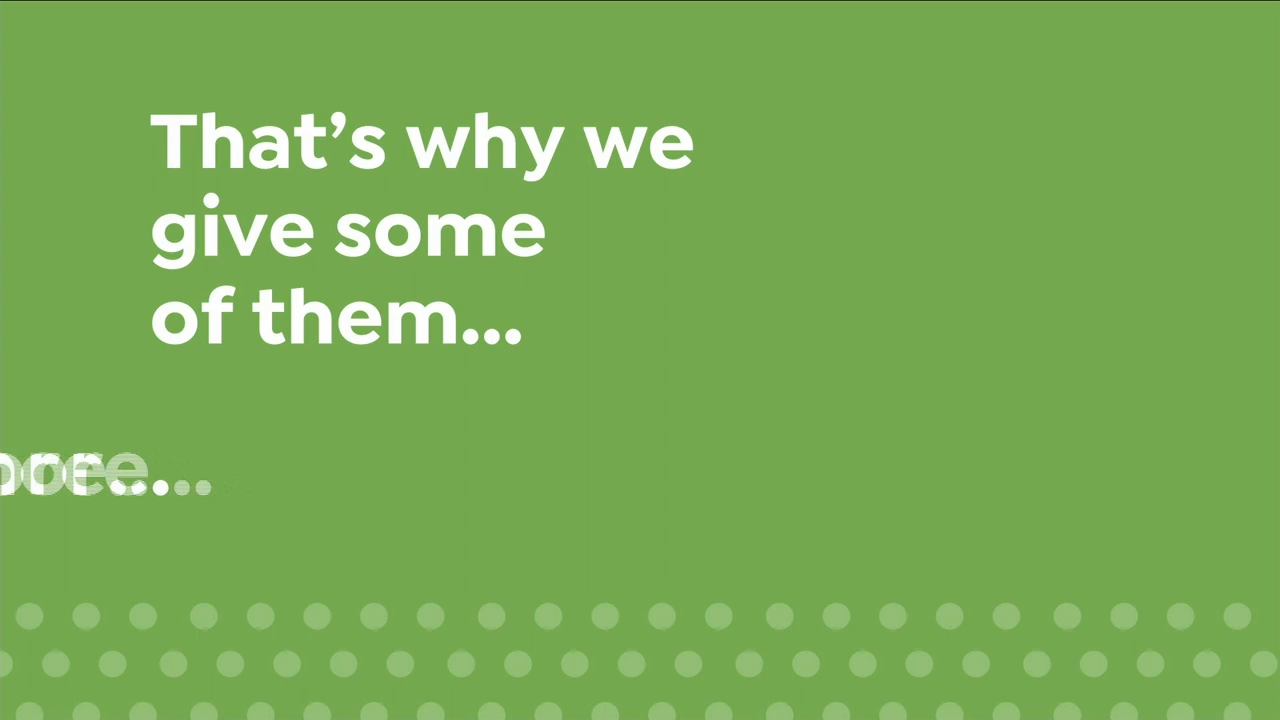 That’s why we
give some
of them...